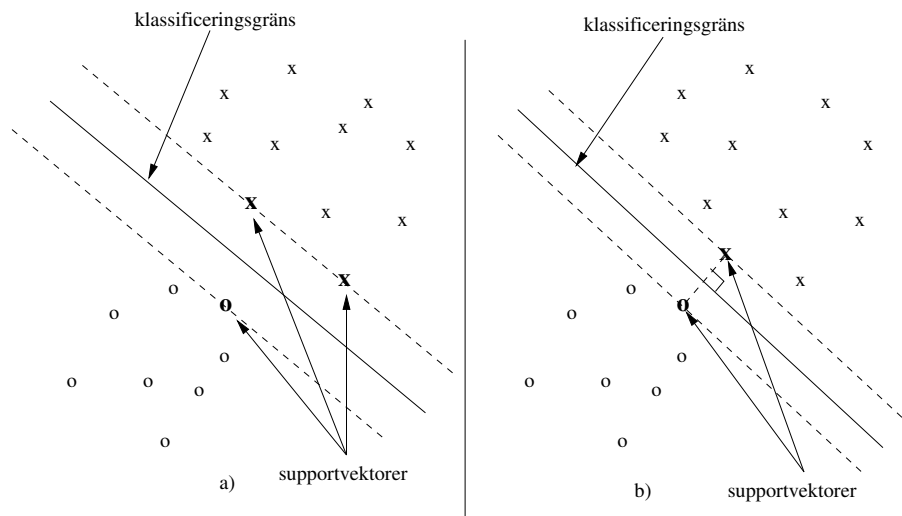 klassificeringsgräns
x x x x x x x x x x x x
o o o o o o o o
supportvektorer
a)
klassificeringsgräns
x x x x x x x x x x x x
o o o o o o o o
supportvektorer
b)